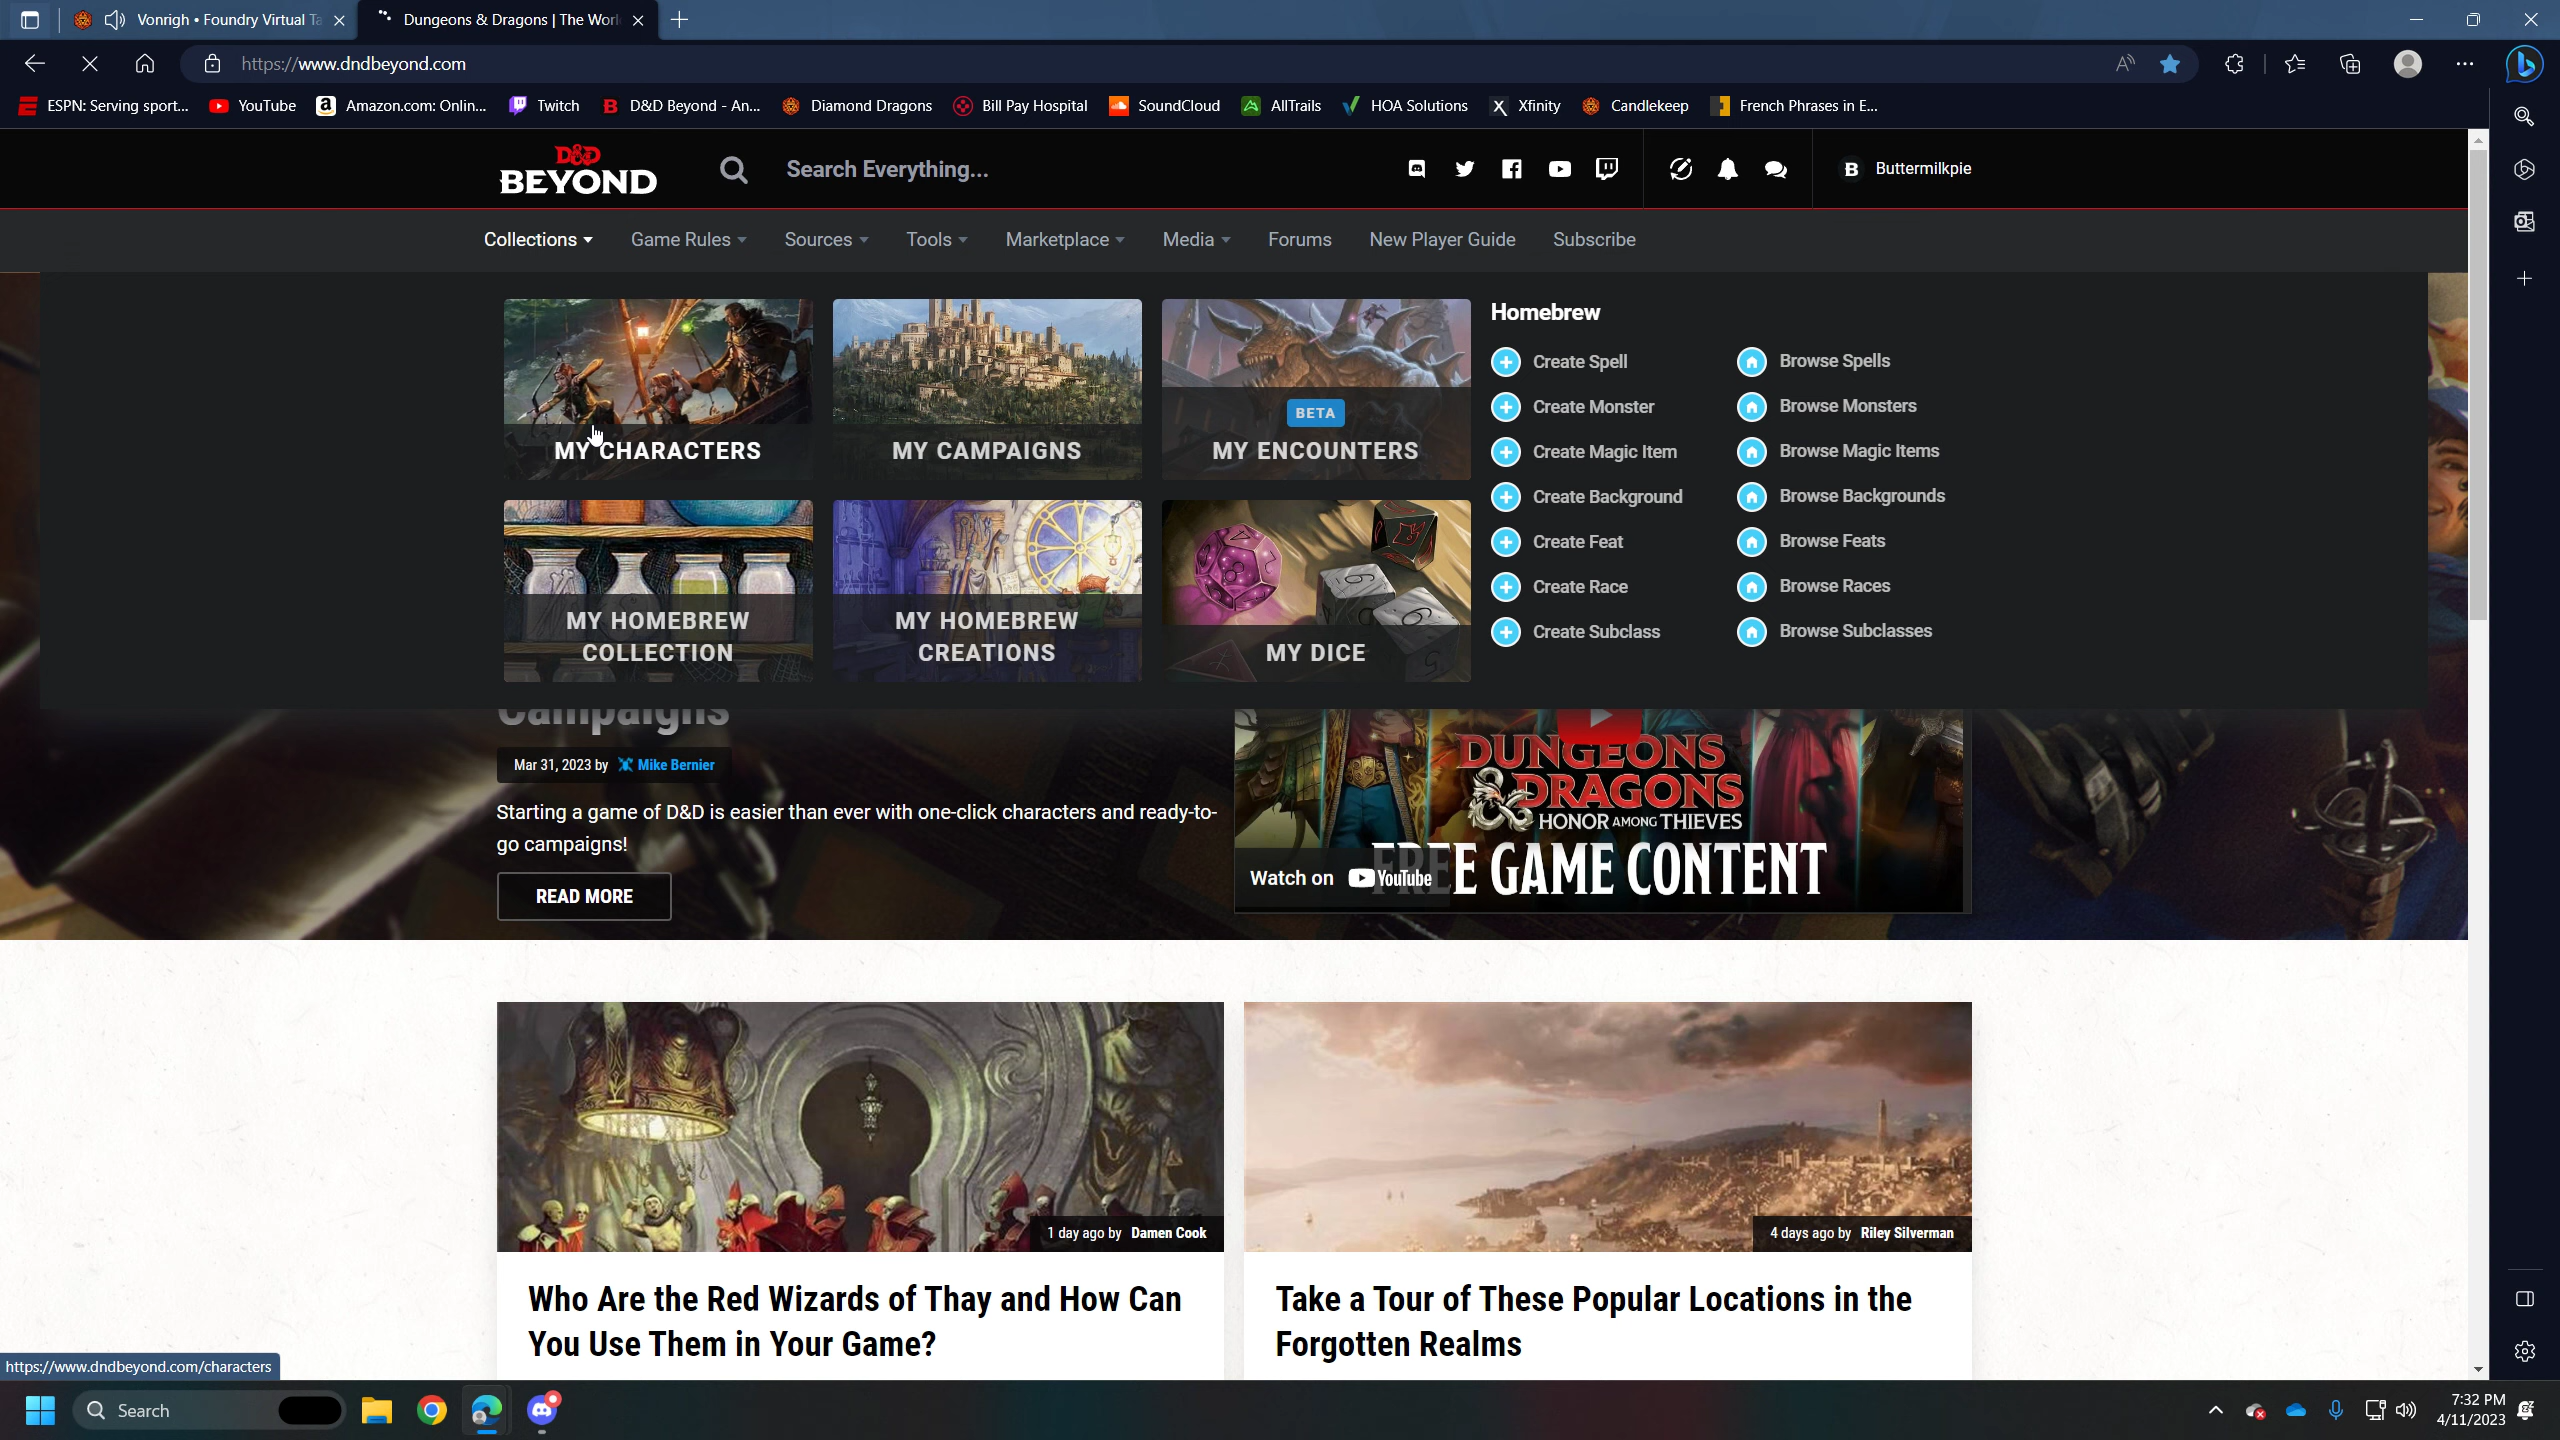 Vonrigh • Foundry Virtual Ta
Dungeons & Dragons | The Worl
https://www.dndbeyond.com
ESPN: Serving sport...
YouTube
Amazon.com: Onlin...
Twitch
D&D Beyond - An...
Diamond Dragons
Bill Pay Hospital
SoundCloud
AllTrails
HOA Solutions
Xfinity
Candlekeep
French Phrases in E...
D&D
BEYOND
Search Everything...
Buttermilkpie
Collections
Game Rules
Sources
Tools
Marketplace
Media
Forums
New Player Guide
Subscribe
MY CHARACTERS
MY CAMPAIGNS
BETA
MY ENCOUNTERS
MY HOMEBREW
COLLECTION
MY HOMEBREW
CREATIONS
MY DICE
Homebrew
Create Spell
Browse Spells
Create Monster
Browse Monsters
Create Magic Item
Browse Magic Items
Create Background
Browse Backgrounds
Create Feat
Browse Feats
Create Race
Browse Races
Create Subclass
Browse Subclasses
Campaigns
Mar 31, 2023 by Mike Bernier
Starting a game of D&D is easier than ever with one-click characters and ready-to-
go campaigns!
READ MORE
DUNGEONS
& DRAGONS
HONOR AMONG THIEVES
FREE GAME CONTENT
Watch on YouTube
1 day ago by Damen Cook
Who Are the Red Wizards of Thay and How Can
You Use Them in Your Game?
4 days ago by Riley Silverman
Take a Tour of These Popular Locations in the
Forgotten Realms
https://www.dndbeyond.com/characters
Search
7:32 PM
4/11/2023